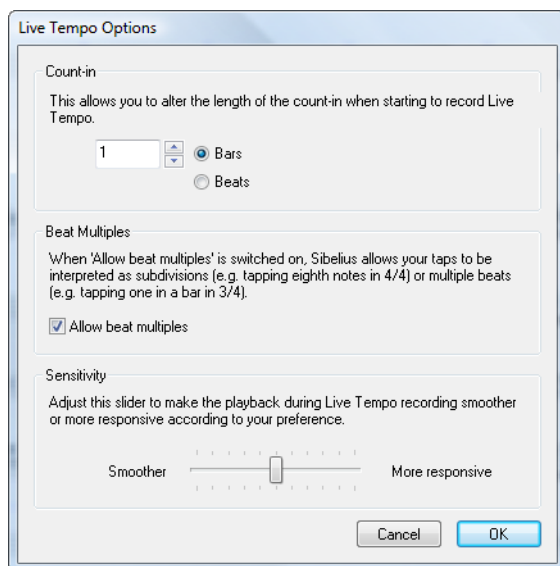 Live Tempo Options
Count-in
This allows you to alter the length of the count-in when starting to record Live
Tempo.
1
Bars
Beats
Beat Multiples
When 'Allow beat multiples' is switched on, Sibelius allows your taps to be
interpreted as subdivisions (e.g. tapping eighth notes in 4/4) or multiple beats
(e.g. tapping one in a bar in 3/4).
Allow beat multiples
Sensitivity
Adjust this slider to make the playback during Live Tempo recording smoother
or more responsive according to your preference.
Smoother More responsive
Cancel OK